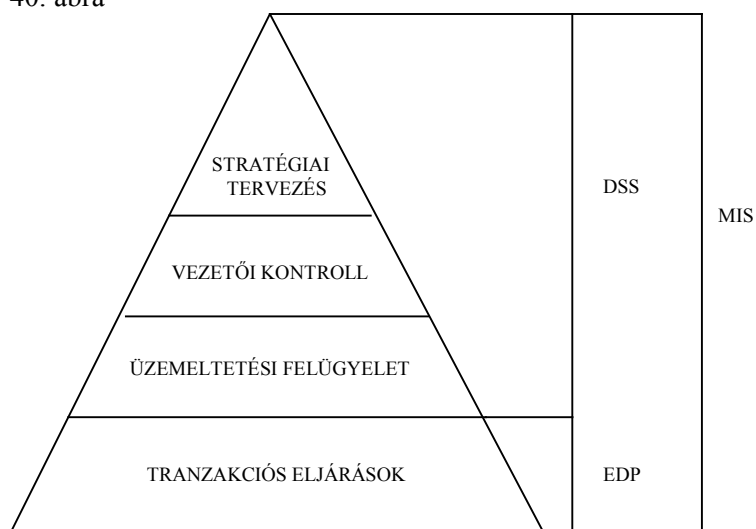 40. ábra
STRATÉGIAI
TERVEZÉS
DSS
MIS
VEZETŐI KONTROLL
ÜZEMELTETÉSI FELÜGYELET
TRANZAKCIÓS ELJÁRÁSOK
EDP